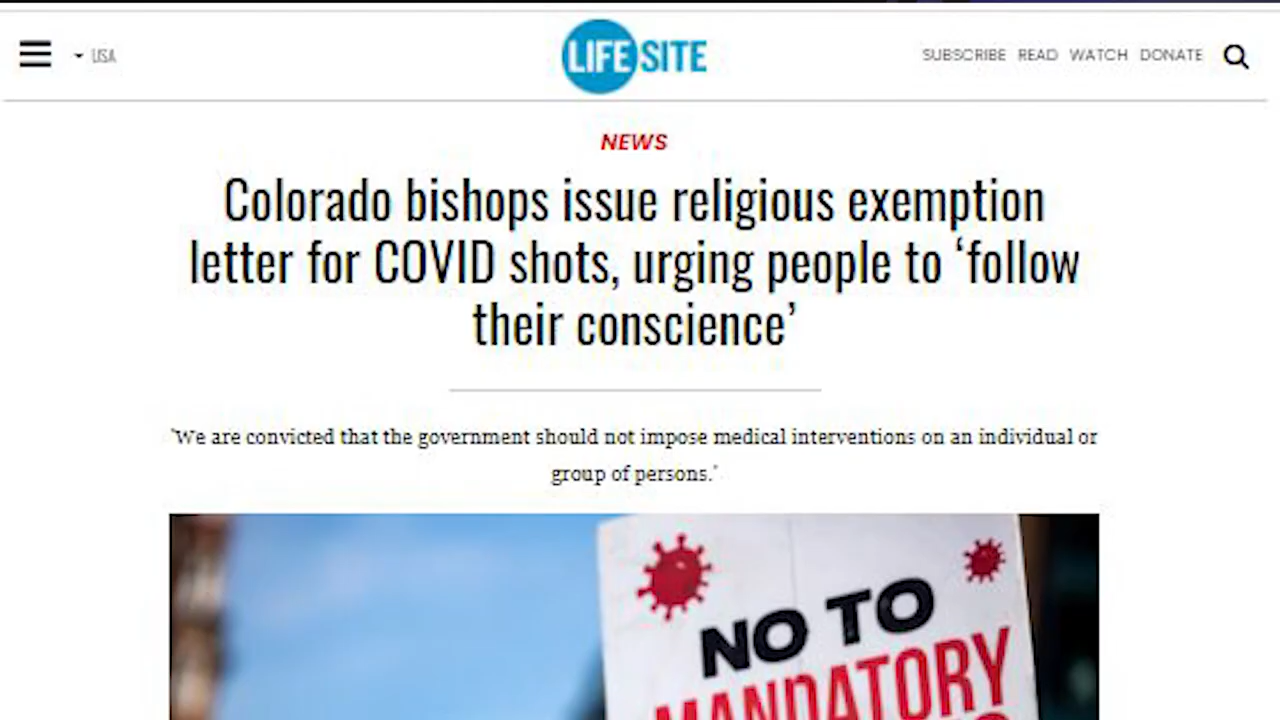 USA
LIFE SITE
SUBSCRIBE READ WATCH DONATE
NEWS
Colorado bishops issue religious exemption
letter for COVID shots, urging people to ‘follow
their conscience’
‘We are convicted that the government should not impose medical interventions on an individual or
group of persons.’
NO TO
MANDATORY